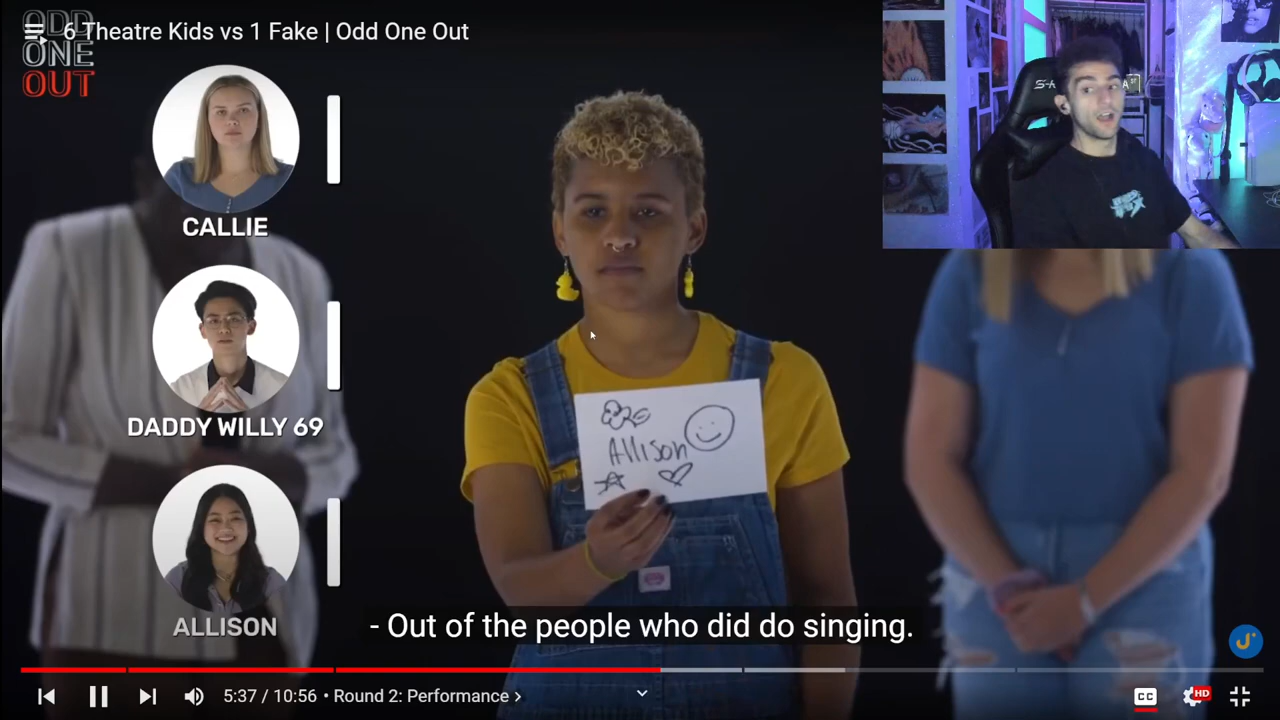 ODD
ONE
OUT
6 Theatre Kids vs 1 Fake | Odd One Out
CALLIE
DADDY WILLY 69
ALLISON
Allison
- Out of the people who did do singing.
5:37 / 10:56 • Round 2: Performance
CC
HD